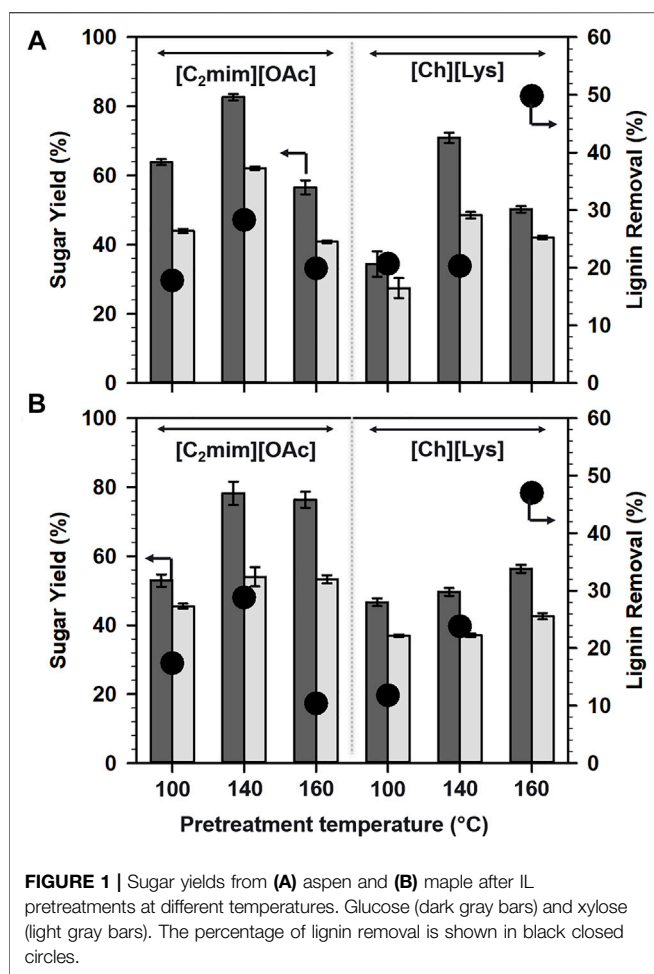 A
[C2mim][OAc] [Ch][Lys]
Sugar Yield (%)
100
80
60
40
20
0
Lignin Removal (%)
60
50
40
30
20
10
0
B
[C2mim][OAc] [Ch][Lys]
Sugar Yield (%)
100
80
60
40
20
0
Lignin Removal (%)
60
50
40
30
20
10
0
100 140 160 100 140 160
Pretreatment temperature (°C)
FIGURE 1 | Sugar yields from (A) aspen and (B) maple after IL
pretreatments at different temperatures. Glucose (dark gray bars) and xylose
(light gray bars). The percentage of lignin removal is shown in black closed
circles.